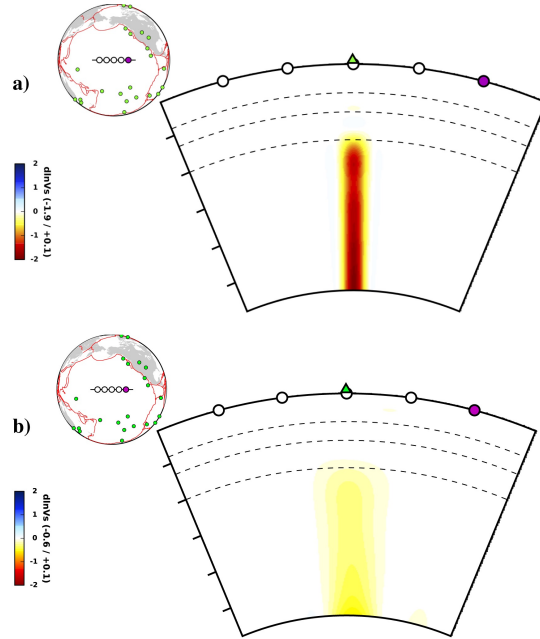 a)
2
1
0
-1
-2
dlnVs (-1.9 / +0.1)
b)
2
1
0
-1
-2
dlnVs (-0.6 / +0.1)